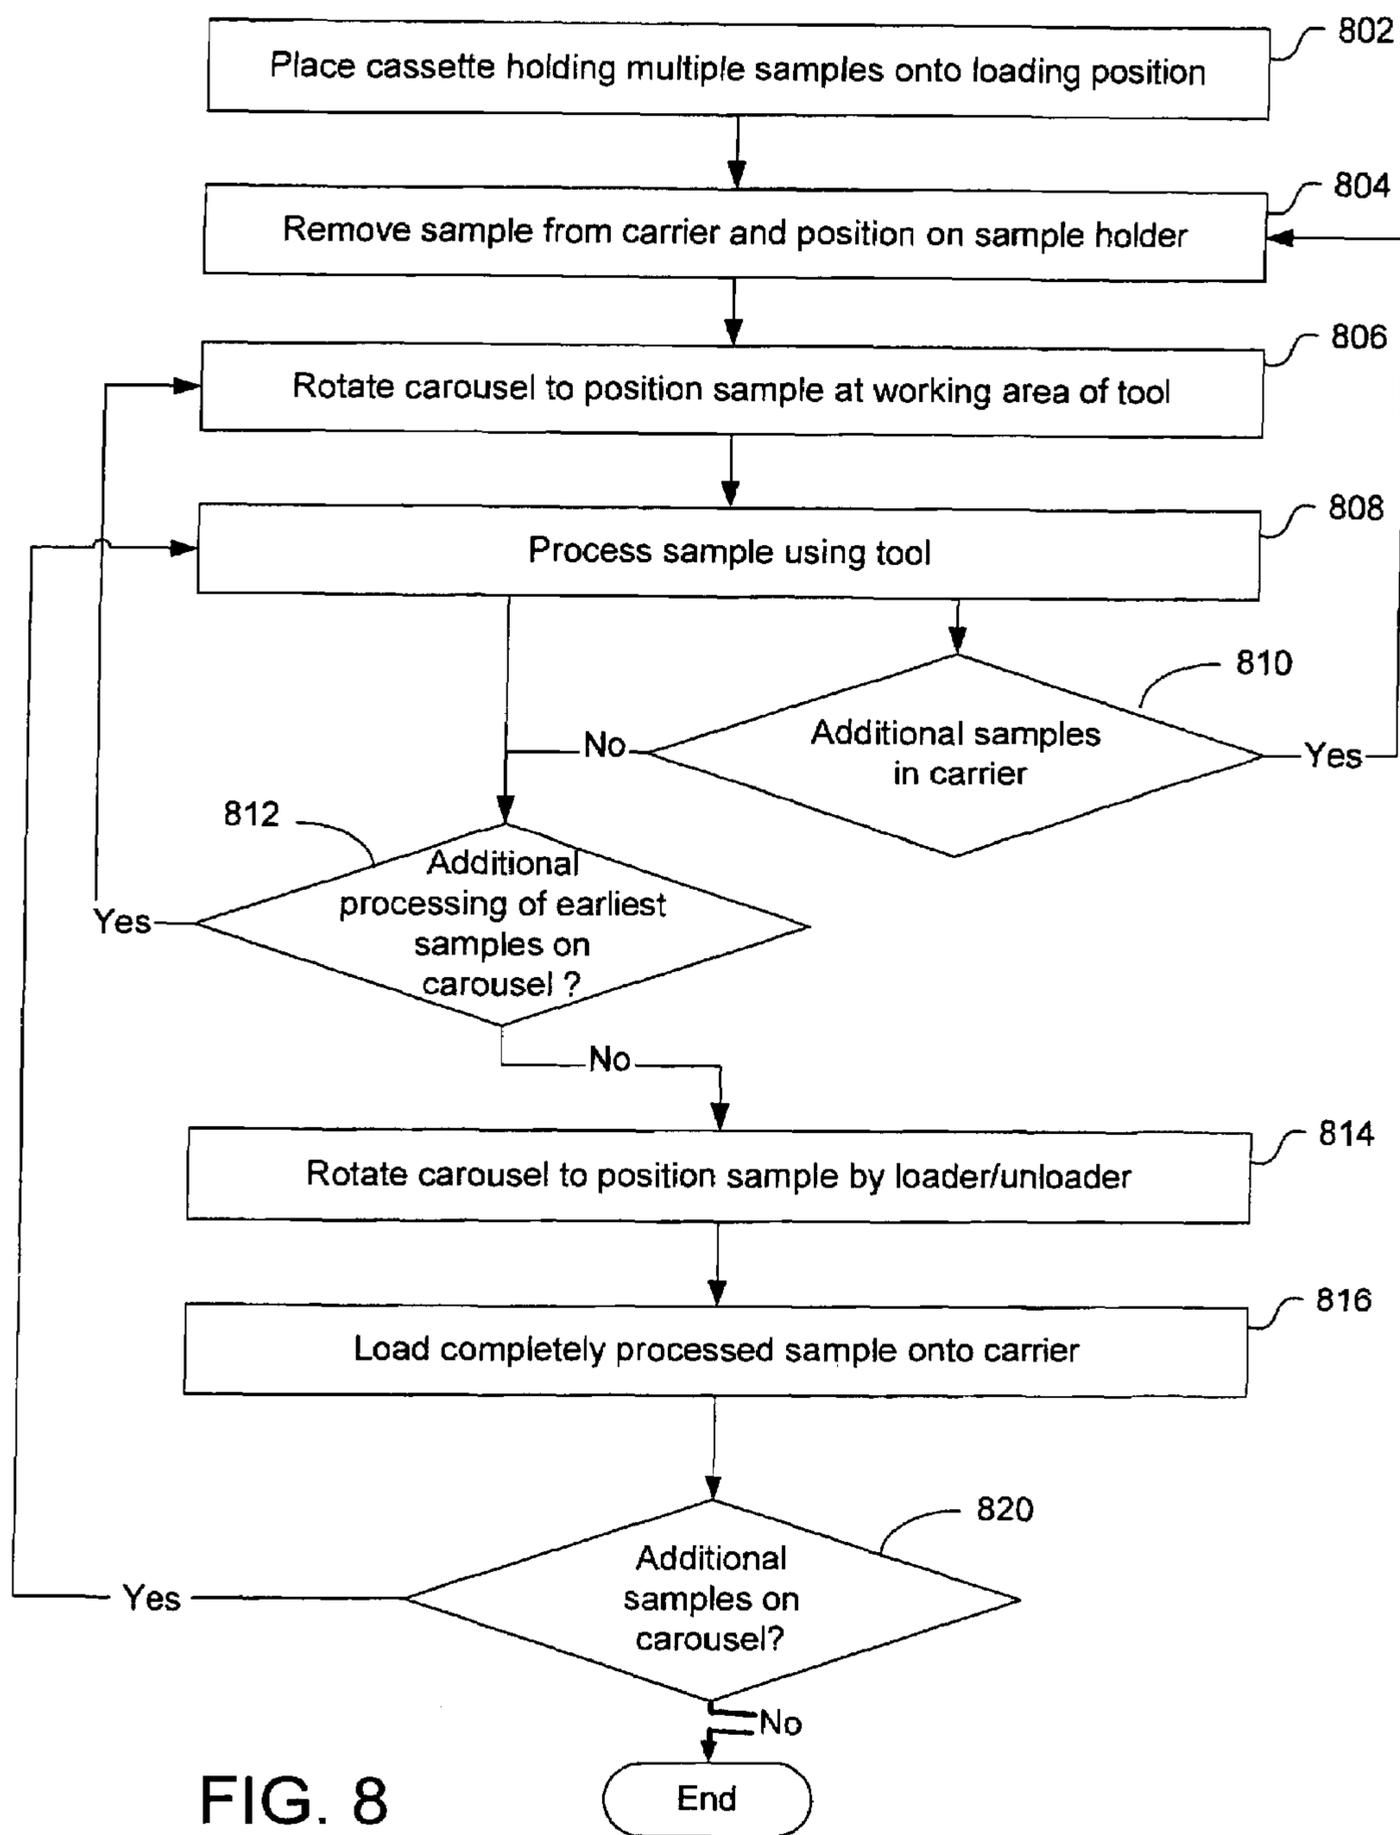 802
Place cassette holding multiple samples onto loading position
804
Remove sample from carrier and position on sample holder
806
Rotate carousel to position sample at working area of tool
808
Process sample using tool
810
Additional samples
in carrier
No
Yes
812
Additional
processing of earliest
samples on
carousel ?
Yes
No
814
Rotate carousel to position sample by loader/unloader
816
Load completely processed sample onto carrier
820
Additional
samples on
carousel?
Yes
No
End
FIG. 8